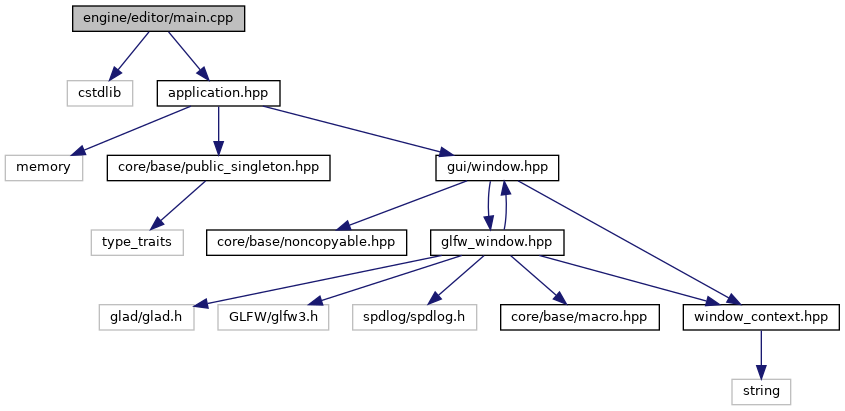 engine/editor/main.cpp
cstdlib
application.hpp
memory
core/base/public_singleton.hpp
gui/window.hpp
type_traits
core/base/noncopyable.hpp
glfw_window.hpp
glad/glad.h
GLFW/glfw3.h
spdlog/spdlog.h
core/base/macro.hpp
window_context.hpp
string